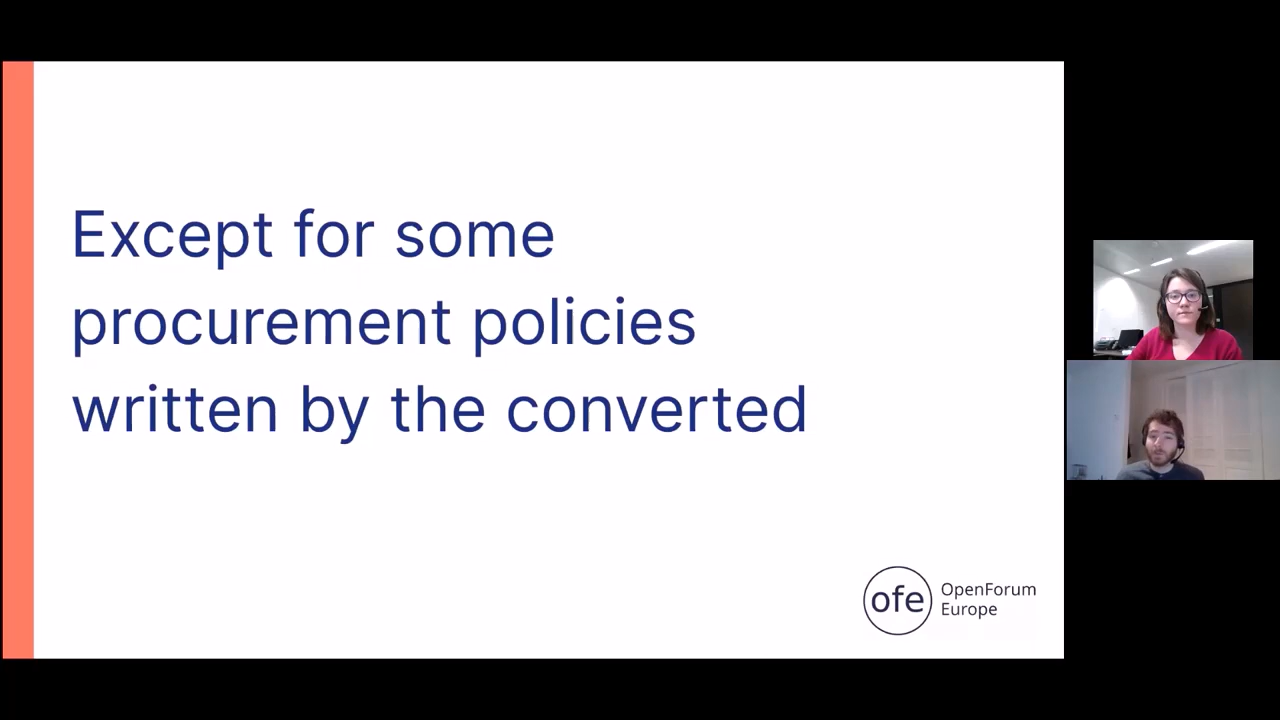 Except for some
procurement policies
written by the converted
ofe
OpenForum
Europe